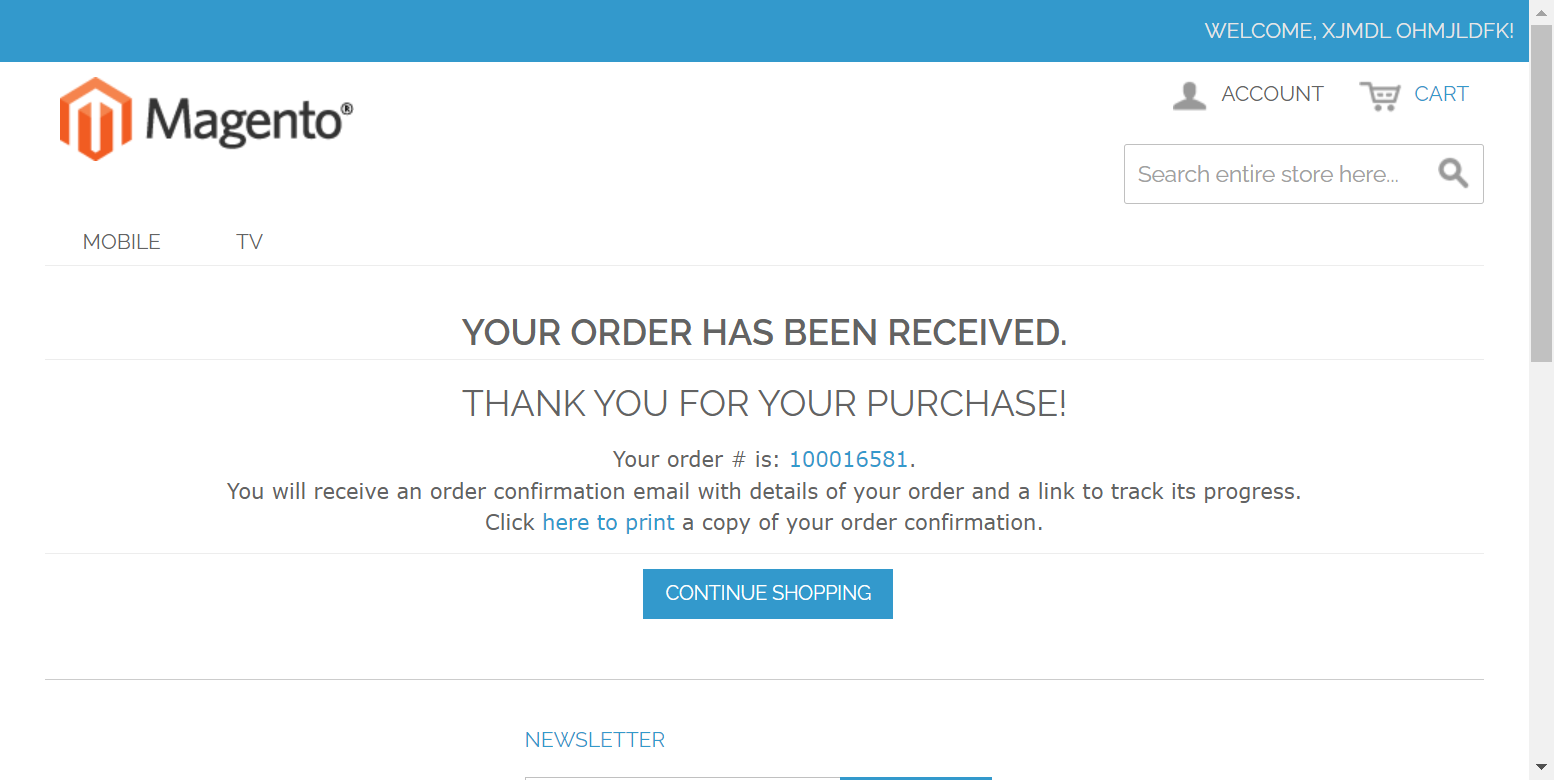 WELCOME, XJMDL OHMJLDFK!
Magento®
ACCOUNT
CART
Search entire store here...
MOBILE
TV
YOUR ORDER HAS BEEN RECEIVED.
THANK YOU FOR YOUR PURCHASE!
Your order # is: 100016581.
You will receive an order confirmation email with details of your order and a link to track its progress.
Click here to print a copy of your order confirmation.
CONTINUE SHOPPING
NEWSLETTER